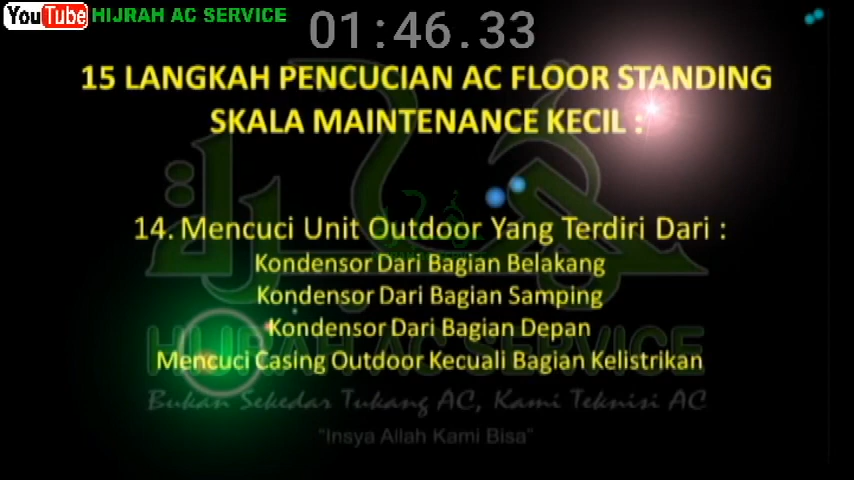 YouTube HIJRAH AC SERVICE
01:46.33
15 LANGKAH PENCUCIAN AC FLOOR STANDING
SKALA MAINTENANCE KECIL :
14. Mencuci Unit Outdoor Yang Terdiri Dari :
Kondensor Dari Bagian Belakang
Kondensor Dari Bagian Samping
Kondensor Dari Bagian Depan
HIJRAH AC SERVICE
Mencuci Casing Outdoor Kecuali Bagian Kelistrikan
Bukan Sekedar Tukang AC, Kami Teknisi AC
"Insya Allah Kami Bisa"